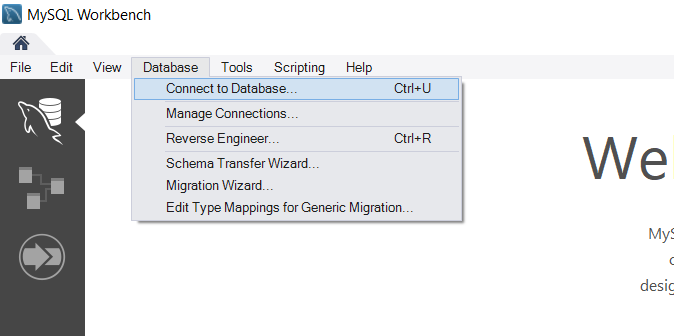 MySQL Workbench
File Edit View Database Tools Scripting Help
Connect to Database... Ctrl+U
Manage Connections...
Reverse Engineer... Ctrl+R
Schema Transfer Wizard...
Migration Wizard...
Edit Type Mappings for Generic Migration...
Wel
MyS
c
desig